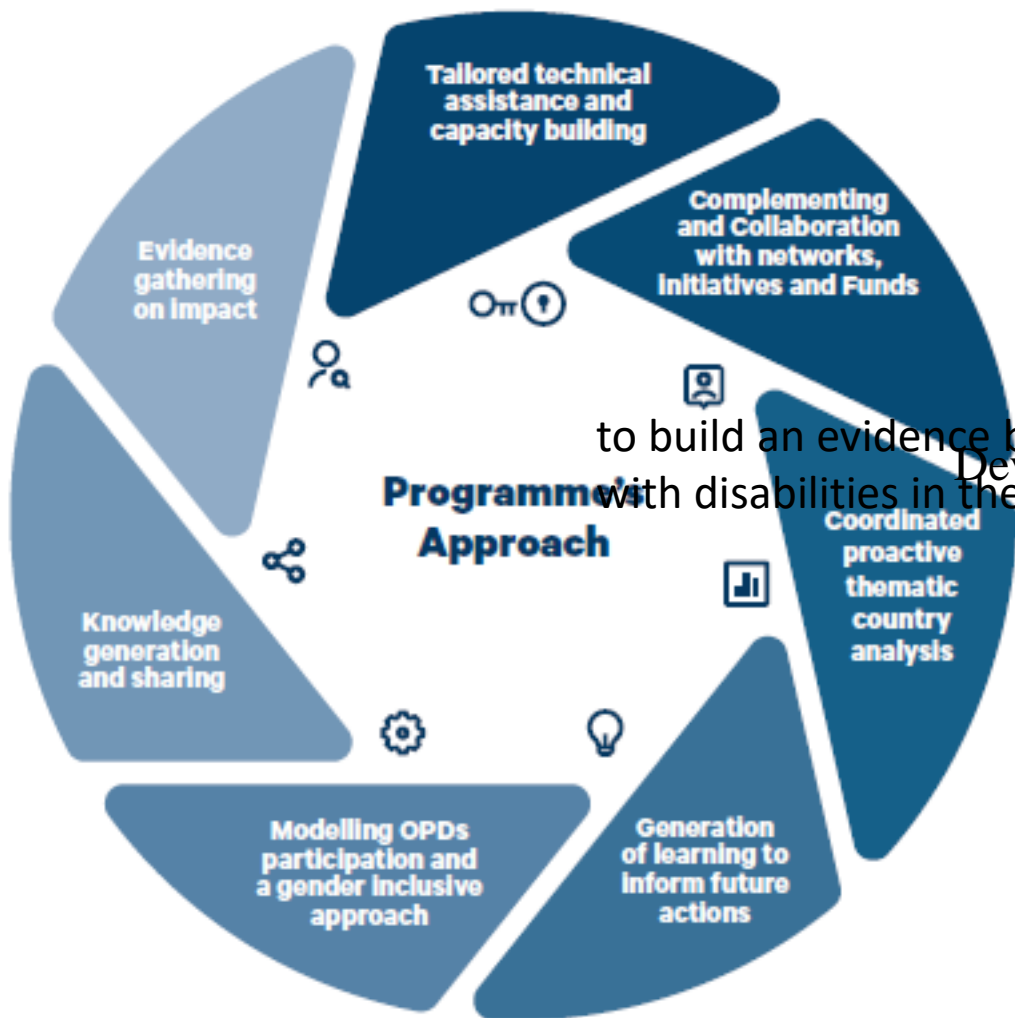 Tailored technical
assistance and
capacity building
Complementing
and Collaboration
with networks,
initiatives and Funds
Evidence
gathering
on impact
to build an evidence b
Dev
with disabilities in the
Programme's
Approach
Coordinated
proactive
thematic
country
analysis
Knowledge
generation
and sharing
Modelling OPDs
participation and
a gender inclusive
approach
Generation
of learning to
inform future
actions